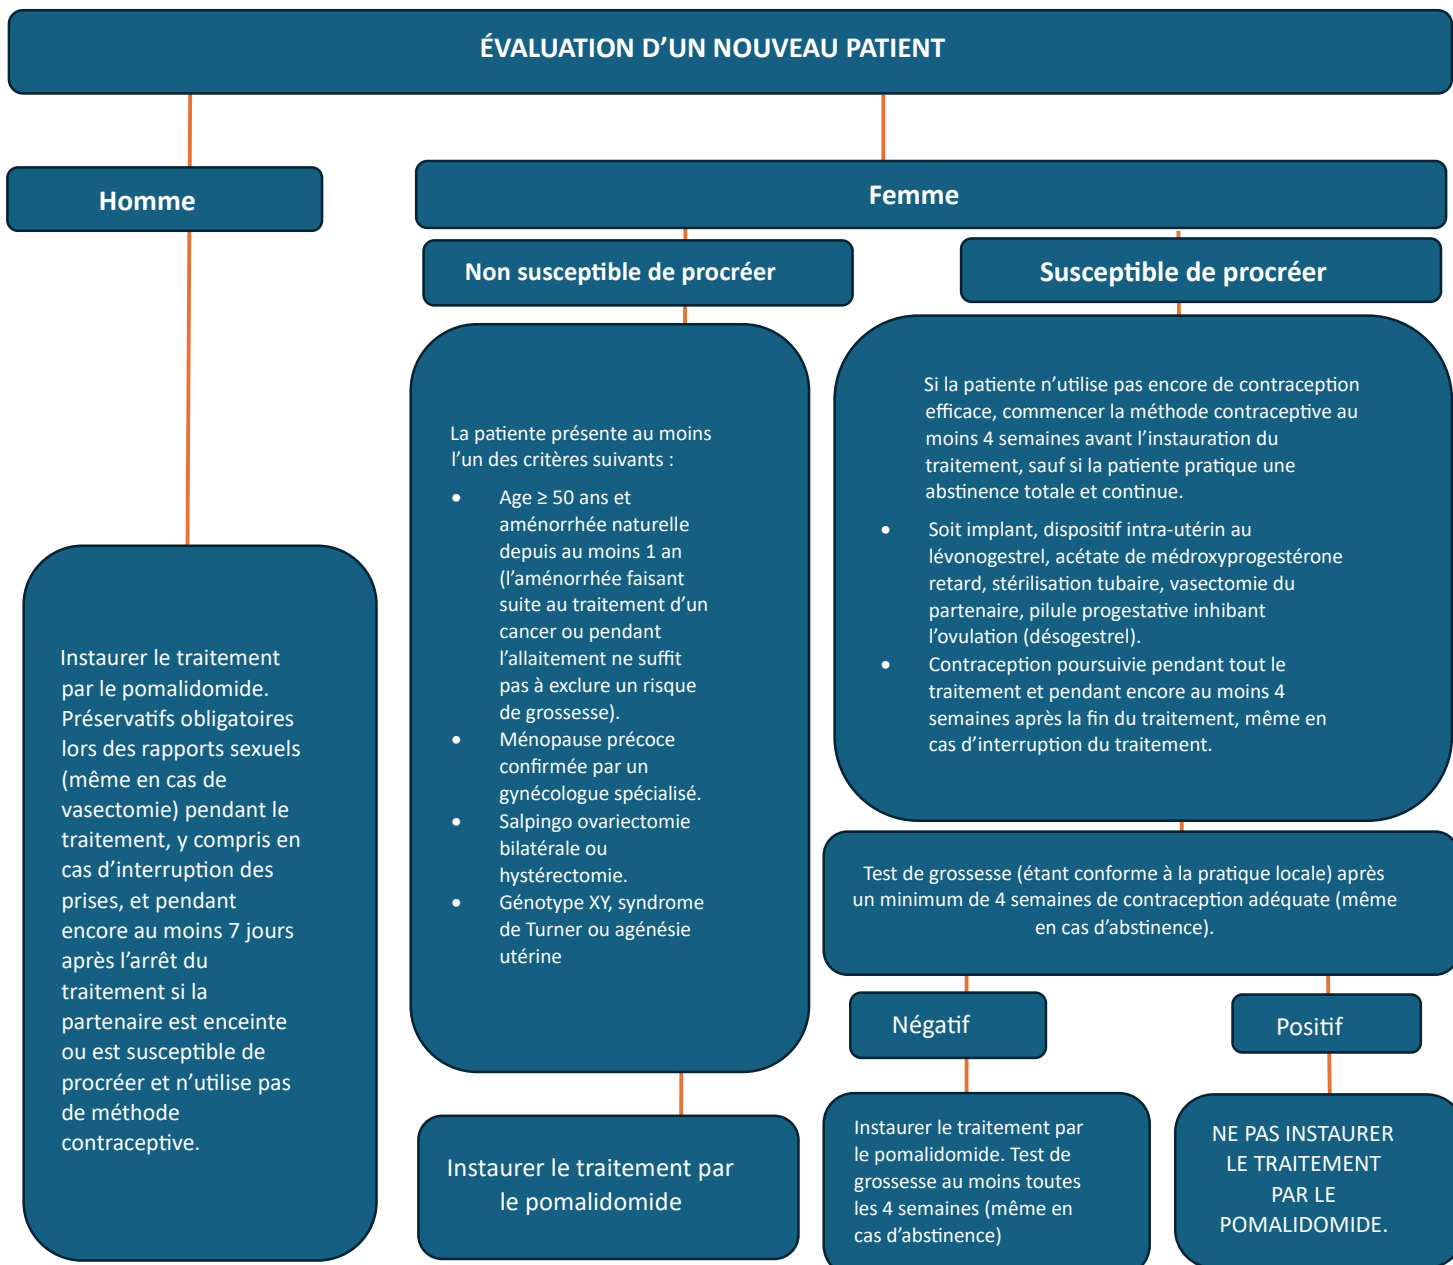 ÉVALUATION D’UN NOUVEAU PATIENT
Homme
Instaurer le traitement
par le pomalidomide.
Préservatifs obligatoires
lors des rapports sexuels
(même en cas de
vasectomie) pendant le
traitement, y compris en
cas d’interruption des
prises, et pendant
encore au moins 7 jours
après l’arrêt du
traitement si la
partenaire est enceinte
ou est susceptible de
procréer et n’utilise pas
de méthode
contraceptive.
Femme
Non susceptible de procréer
La patiente présente au moins
l’un des critères suivants :
• Age ≥ 50 ans et
aménorrhée naturelle
depuis au moins 1 an
(l’aménorrhée faisant
suite au traitement d’un
cancer ou pendant
l’allaitement ne suffit
pas à exclure un risque
de grossesse).
• Ménopause précoce
confirmée par un
gynécologue spécialisé.
• Salpingo ovariectomie
bilatérale ou
hystérectomie.
• Génotype XY, syndrome
de Turner ou agénésie
utérine
Instaurer le traitement par
le pomalidomide
Susceptible de procréer
Si la patiente n’utilise pas encore de contraception
efficace, commencer la méthode contraceptive au
moins 4 semaines avant l’instauration du
traitement, sauf si la patiente pratique une
abstinence totale et continue.
• Soit implant, dispositif intra-utérin au
lévonogestrel, acétate de médroxyprogestérone
retard, stérilisation tubaire, vasectomie du
partenaire, pilule progestative inhibant
l’ovulation (désogestrel).
• Contraception poursuivie pendant tout le
traitement et pendant encore au moins 4
semaines après la fin du traitement, même en
cas d’interruption du traitement.
Test de grossesse (étant conforme à la pratique locale) après
un minimum de 4 semaines de contraception adéquate (même
en cas d’abstinence).
Négatif
Instaurer le traitement par
le pomalidomide. Test de
grossesse au moins toutes
les 4 semaines (même en
cas d’abstinence)
Positif
NE PAS INSTAURER
LE TRAITEMENT
PAR LE
POMALIDOMIDE.